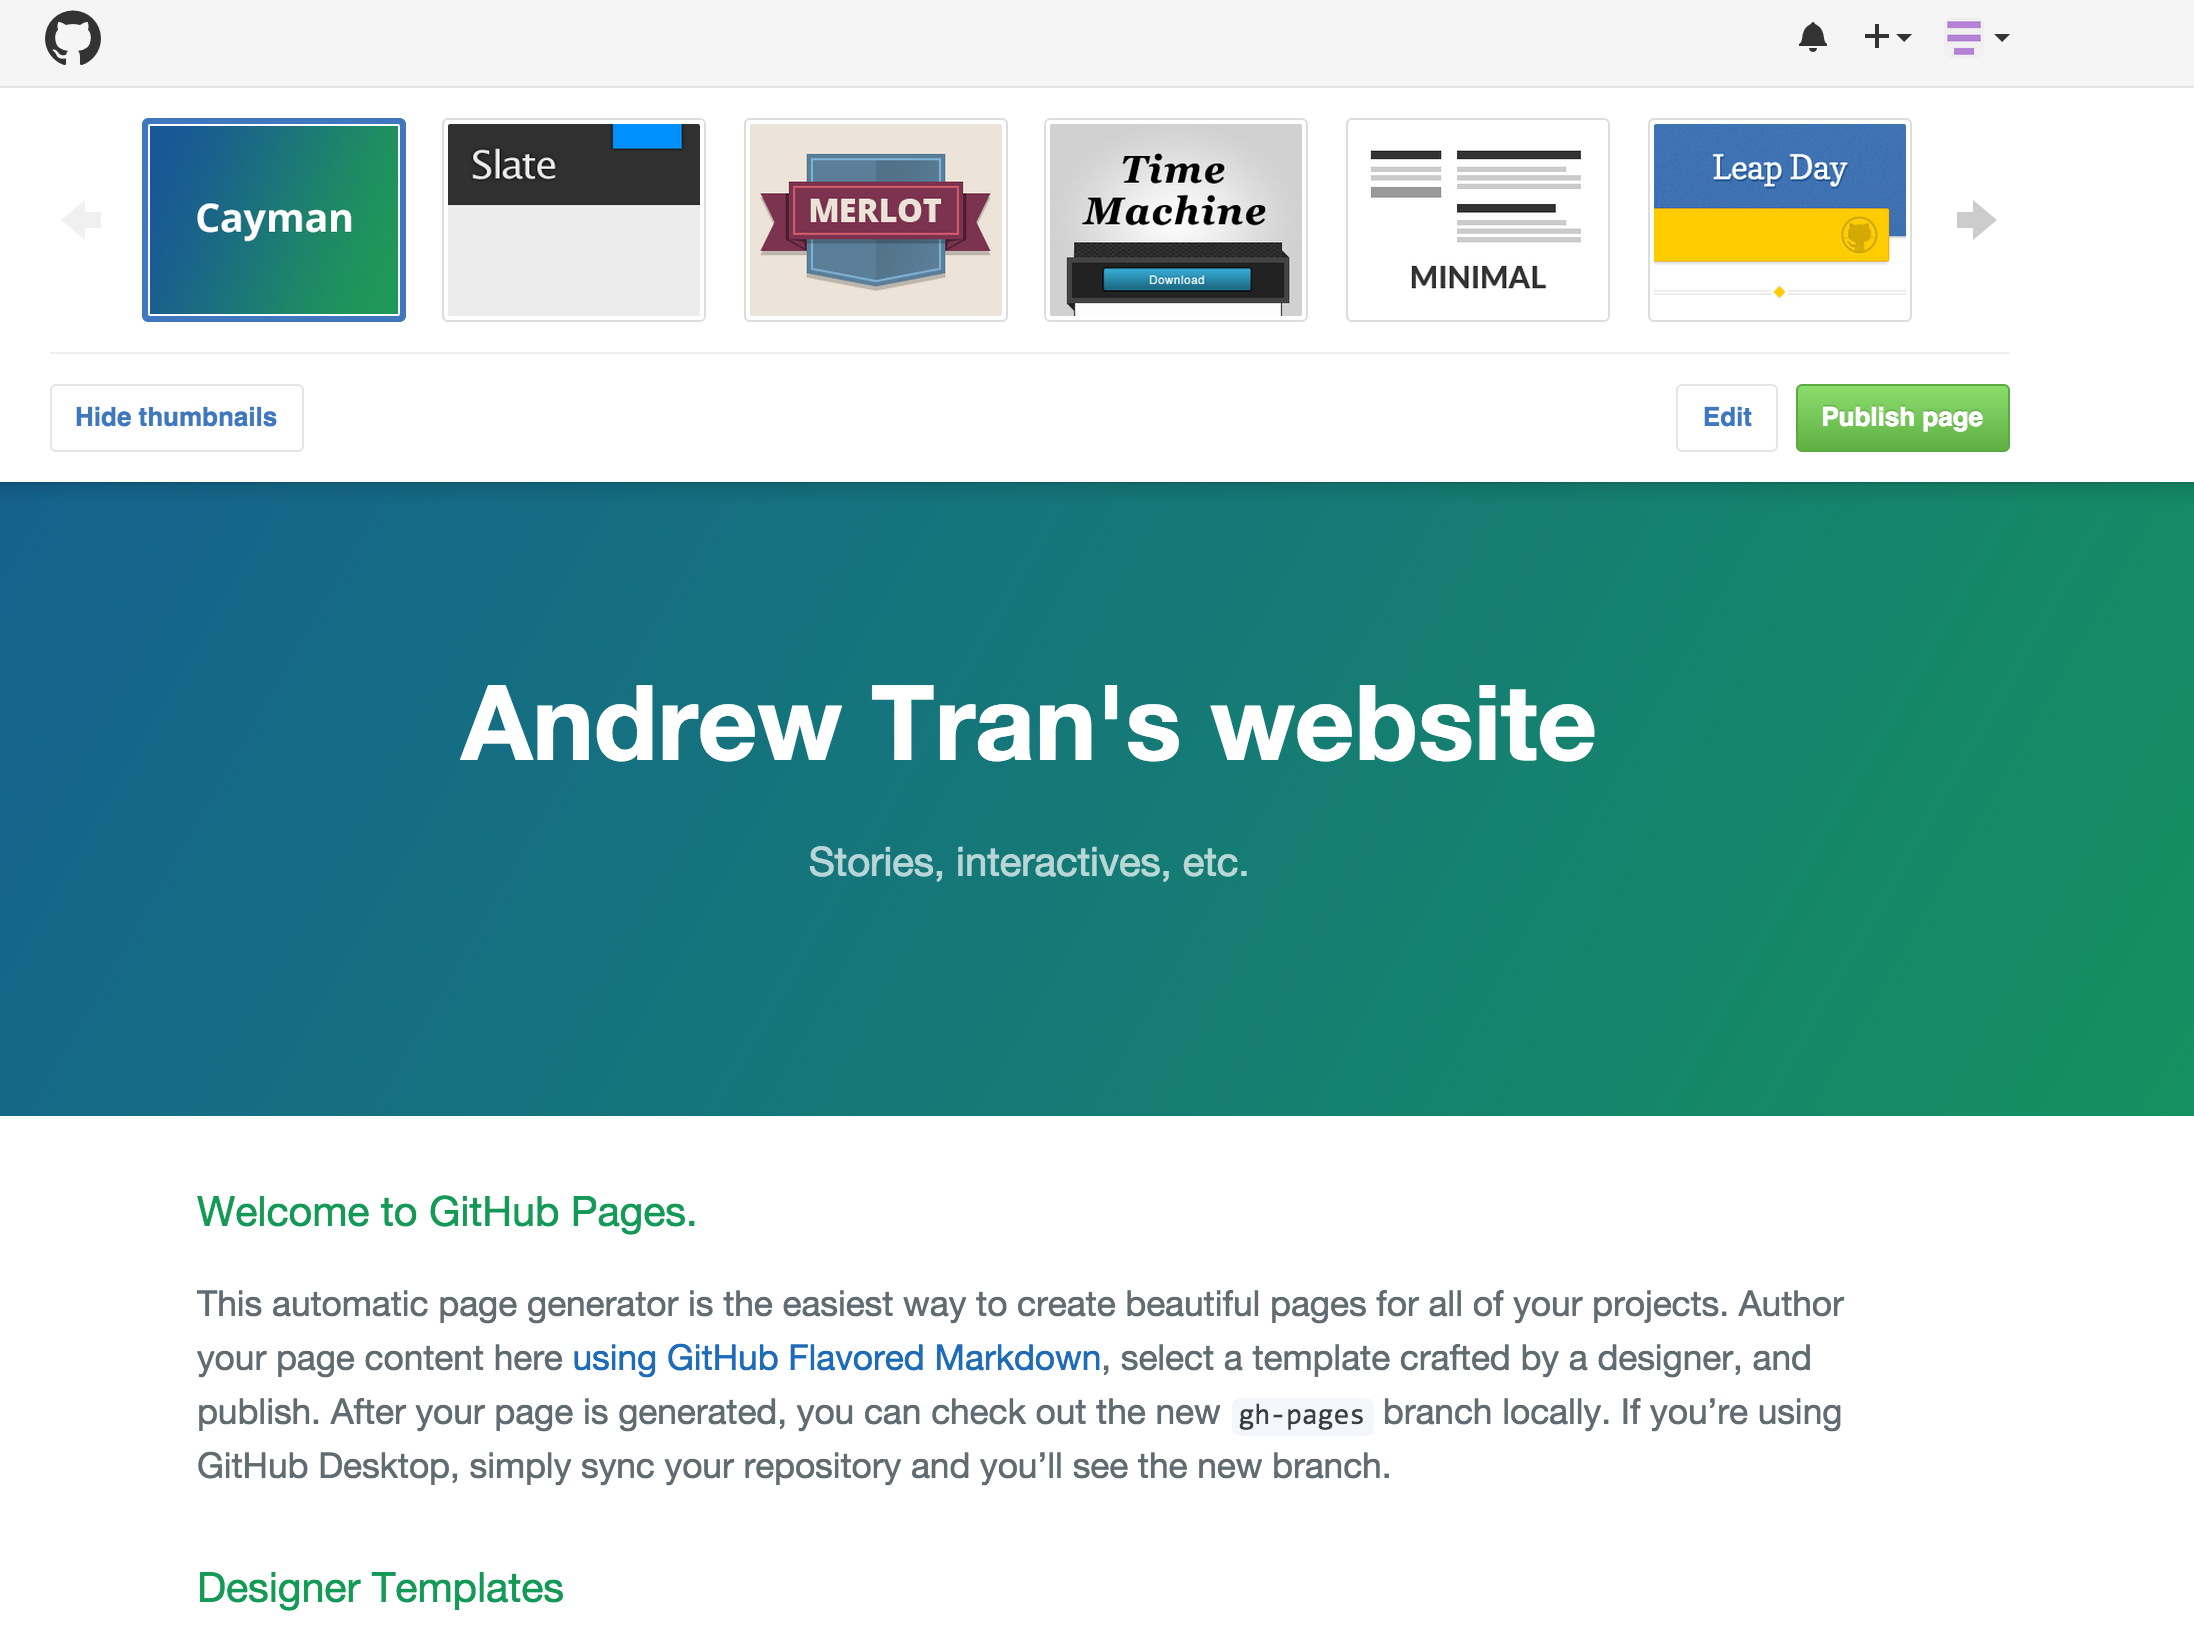 Cayman
Slate
MERLOT
Time
Machine
Download
MINIMAL
Leap Day
Hide thumbnails
Edit
Publish page
Andrew Tran's website
Stories, interactives, etc.
Welcome to GitHub Pages.
This automatic page generator is the easiest way to create beautiful pages for all of your projects. Author
your page content here using GitHub Flavored Markdown, select a template crafted by a designer, and
publish. After your page is generated, you can check out the new gh-pages branch locally. If you’re using
GitHub Desktop, simply sync your repository and you’ll see the new branch.
Designer Templates